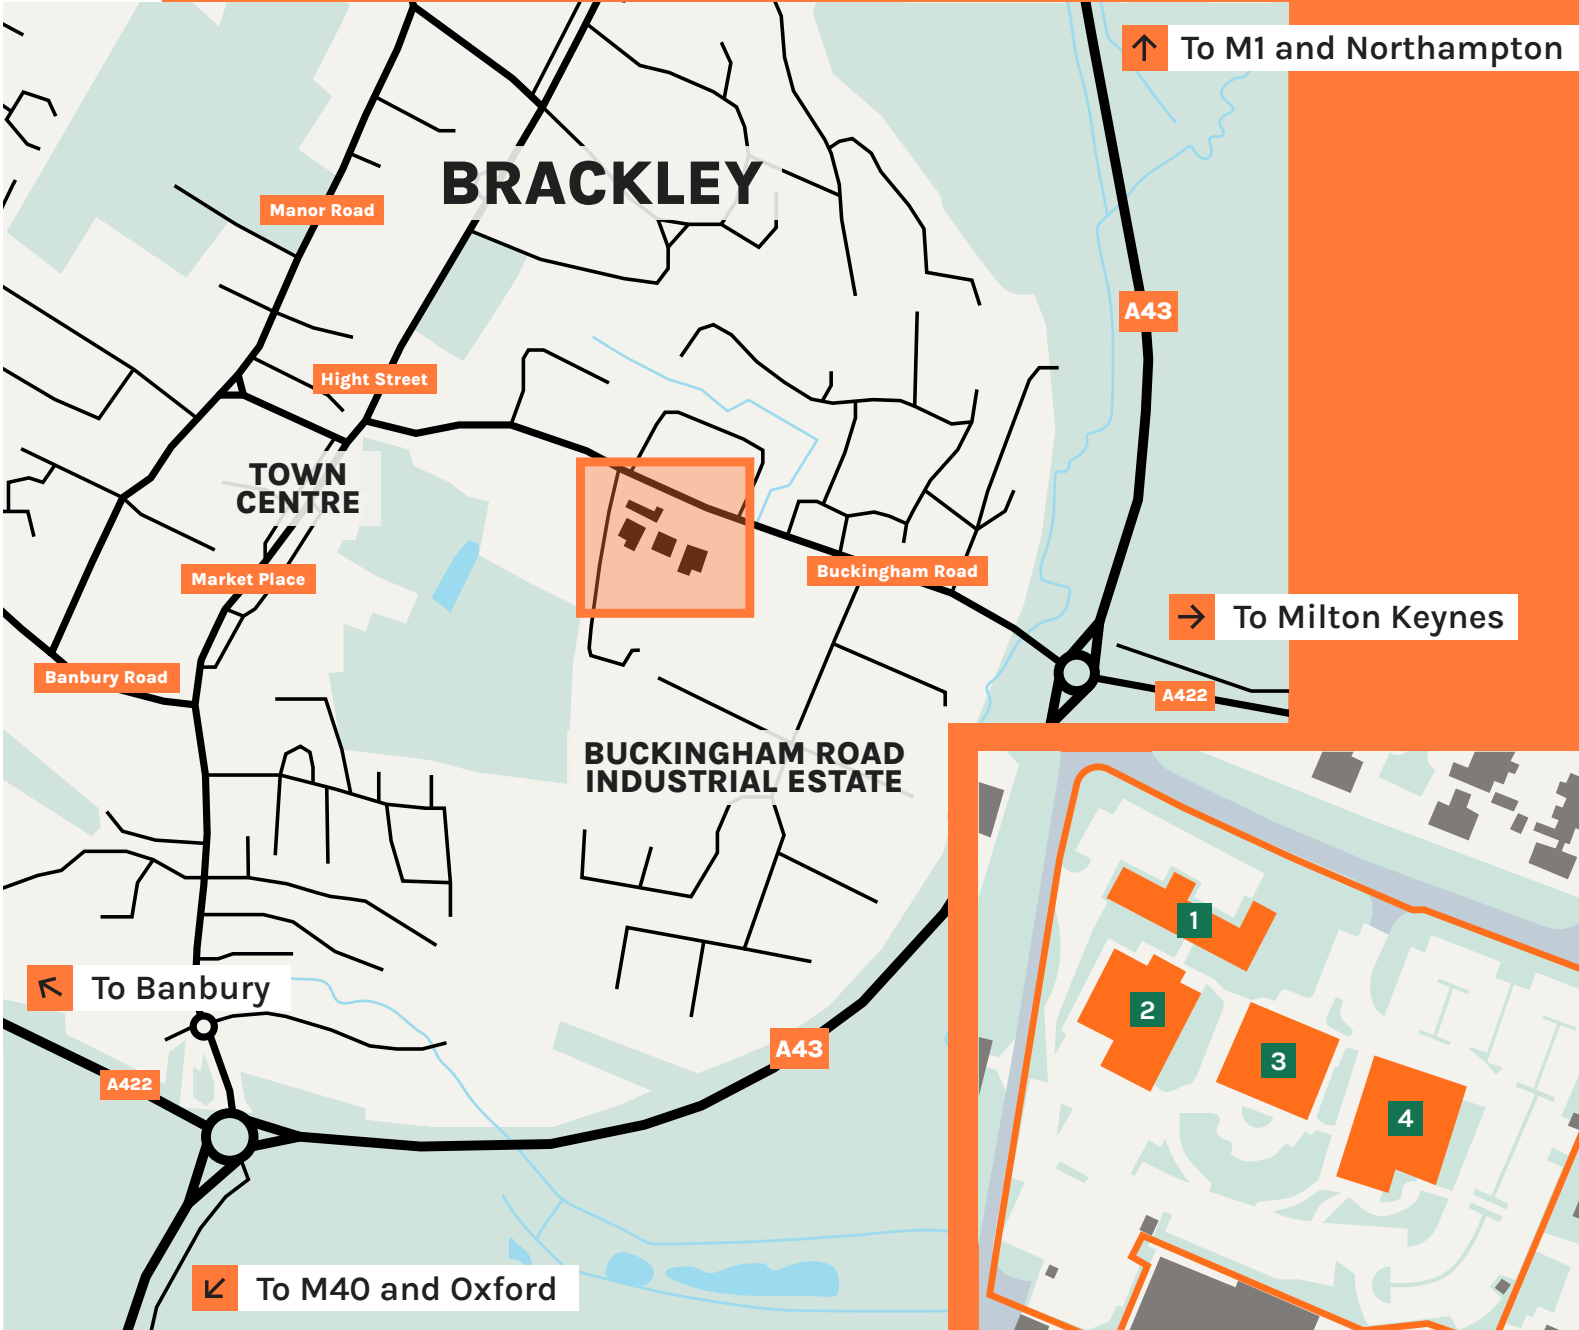 To M1 and Northampton
BRACKLEY
Manor Road
A43
Hight Street
TOWN
CENTRE
Market Place
Buckingham Road
To Milton Keynes
Banbury Road
A422
BUCKINGHAM ROAD
INDUSTRIAL ESTATE
1
2
3
4
To Banbury
A43
A422
To M40 and Oxford